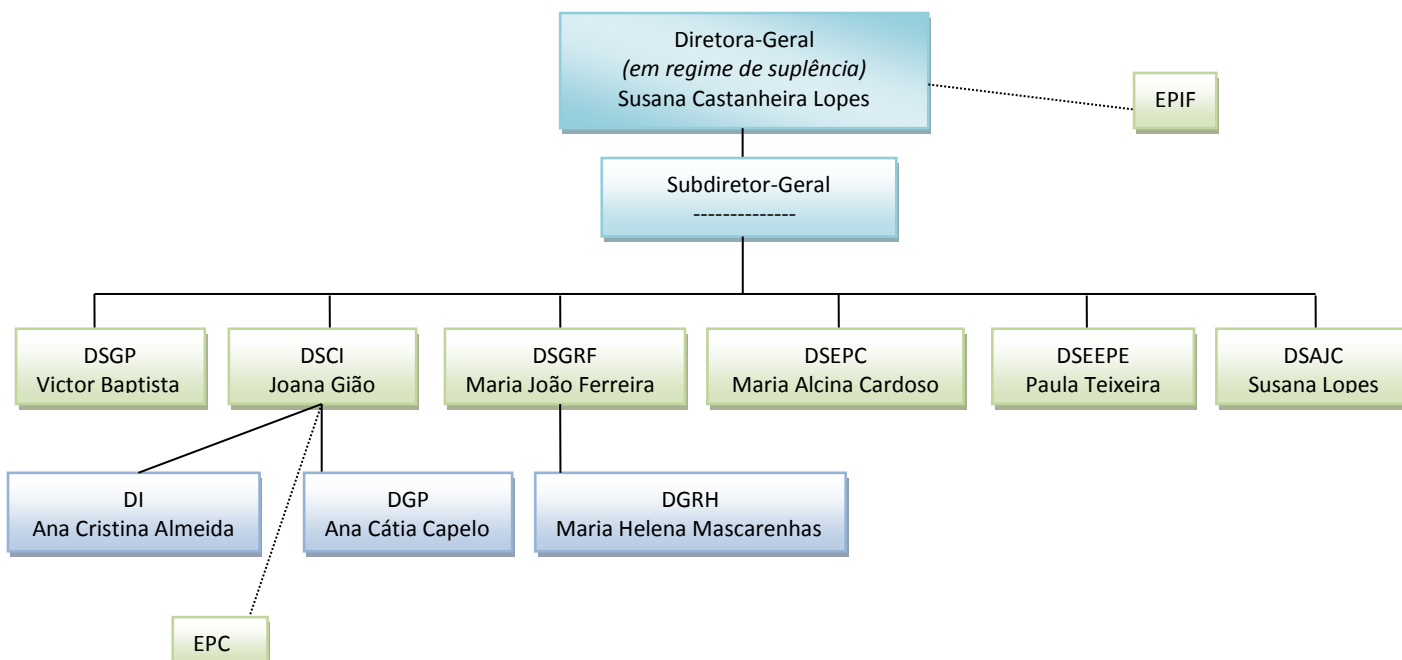 Diretora-Geral
(em regime de suplência)
Susana Castanheira Lopes
EPIF
Subdiretor-Geral
--------------
DSGP
Victor Baptista
DSCI
Joana Gião
DSGRF
Maria João Ferreira
DSEPC
Maria Alcina Cardoso
DSEEPE
Paula Teixeira
DSAJC
Susana Lopes
DI
Ana Cristina Almeida
DGP
Ana Cátia Capelo
DGRH
Maria Helena Mascarenhas
EPC